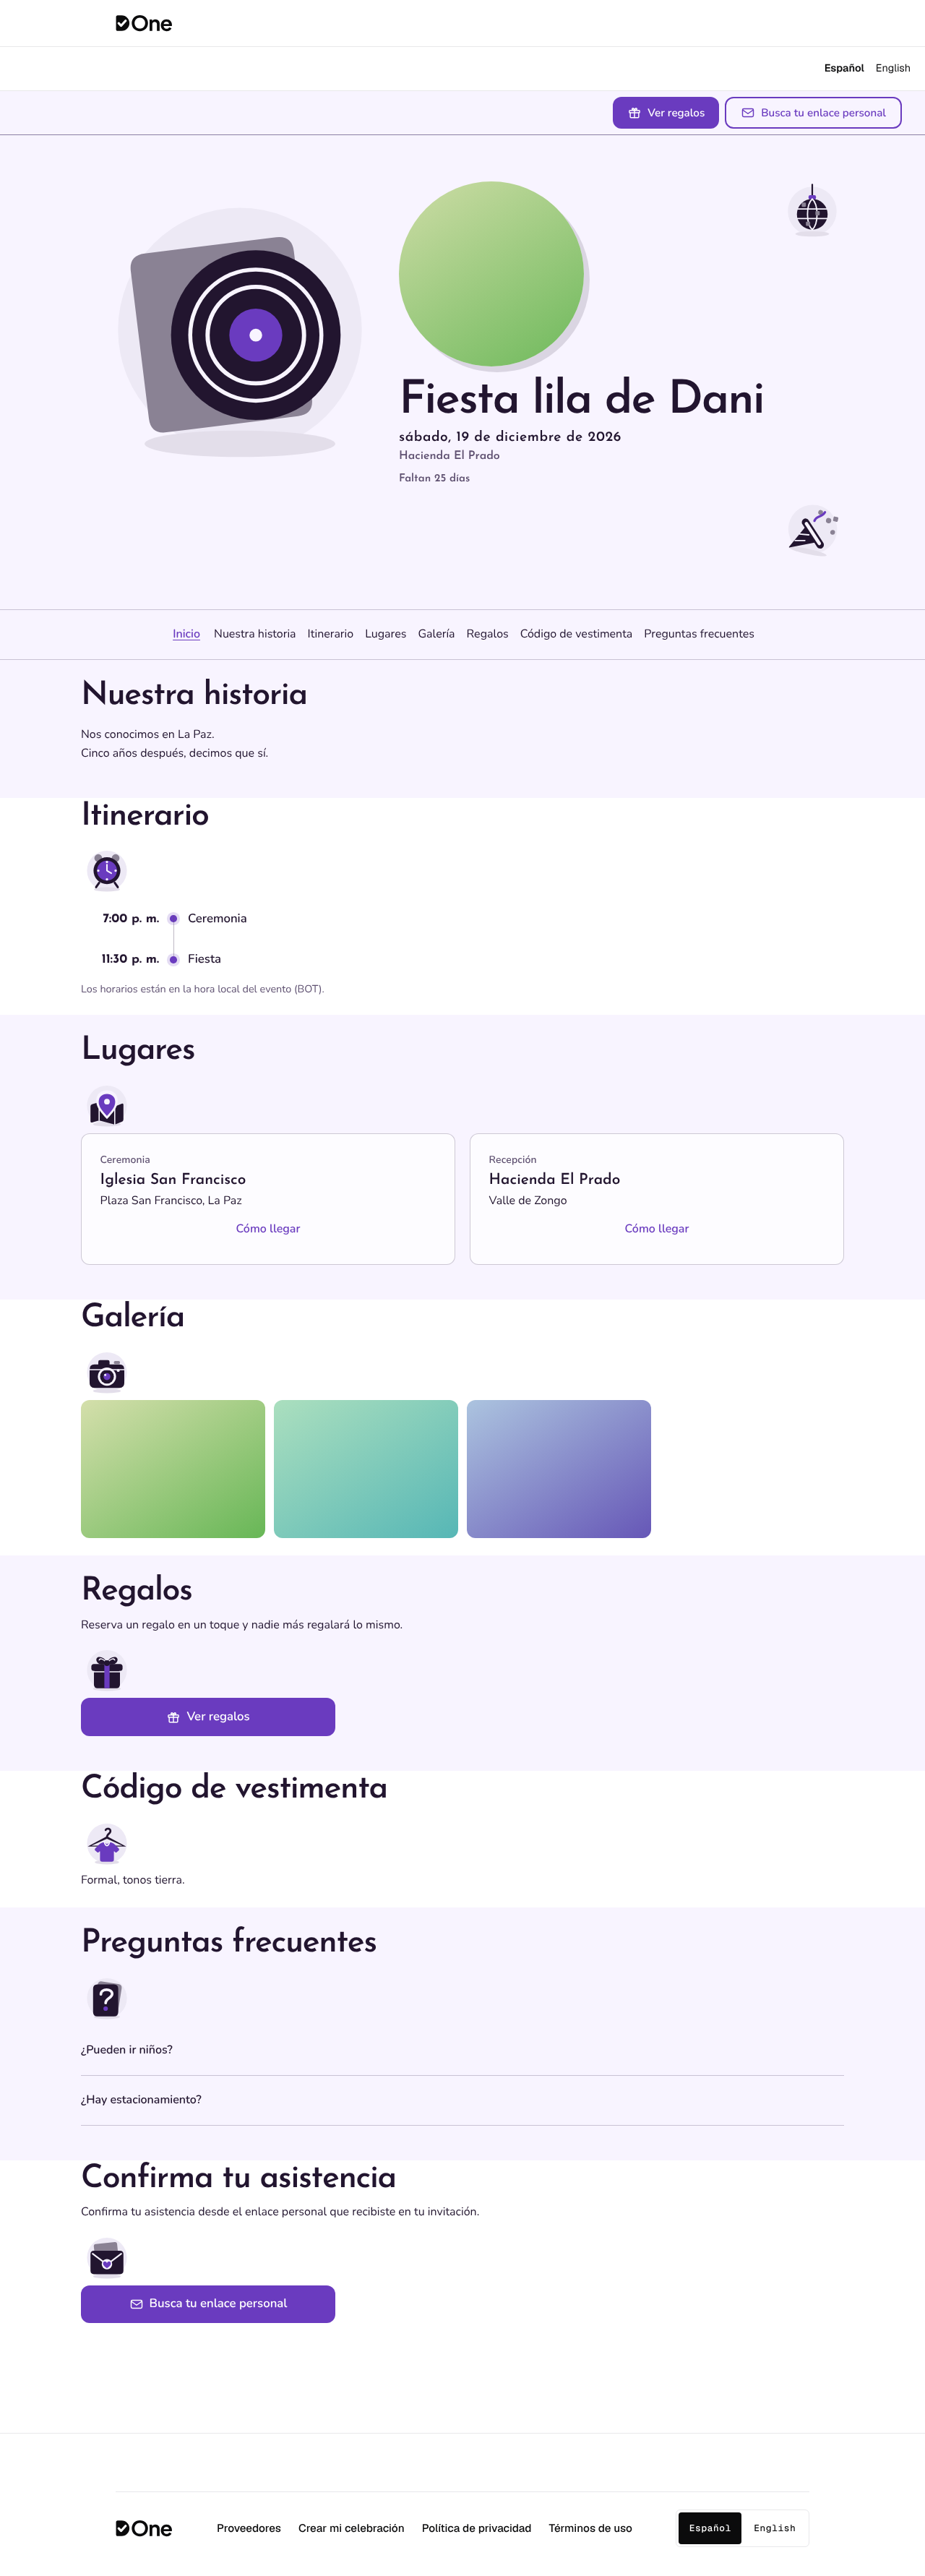 One
Español English
Ver regalos Busca tu enlace personal
Fiesta lila de Dani
sábado, 19 de diciembre de 2026
Hacienda El Prado
Faltan 25 días
Inicio Nuestra historia Itinerario Lugares Galería Regalos Código de vestimenta Preguntas frecuentes
Nuestra historia
Nos conocimos en La Paz.
Cinco años después, decimos que sí.
Itinerario
7:00 p. m. Ceremonia
11:30 p. m. Fiesta
Los horarios están en la hora local del evento (BOT).
Lugares
Ceremonia
Iglesia San Francisco
Plaza San Francisco, La Paz
Cómo llegar
Recepción
Hacienda El Prado
Valle de Zongo
Cómo llegar
Galería
Regalos
Reserva un regalo en un toque y nadie más regalará lo mismo.
Ver regalos
Código de vestimenta
Formal, tonos tierra.
Preguntas frecuentes
?
¿Pueden ir niños?
¿Hay estacionamiento?
Confirma tu asistencia
Confirma tu asistencia desde el enlace personal que recibiste en tu invitación.
Busca tu enlace personal
One Proveedores Crear mi celebración Política de privacidad Términos de uso Español English